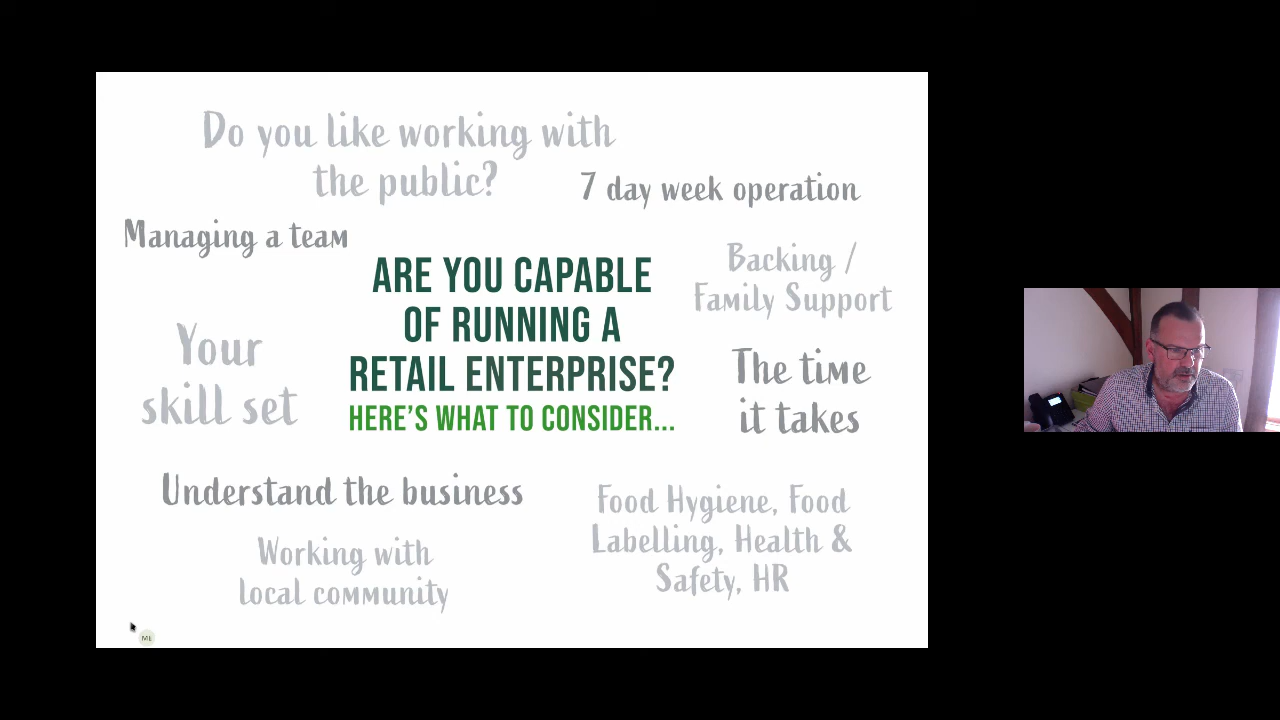 Do you like working with
the public?
7 day week operation
Managing a team
Backing /
Family Support
ARE YOU CAPABLE
OF RUNNING A
RETAIL ENTERPRISE?
HERE'S WHAT TO CONSIDER...
Your
skill set
The time
it takes
Understand the business
Food Hygiene, Food
Labelling, Health &
Safety, HR
Working with
local community
ME